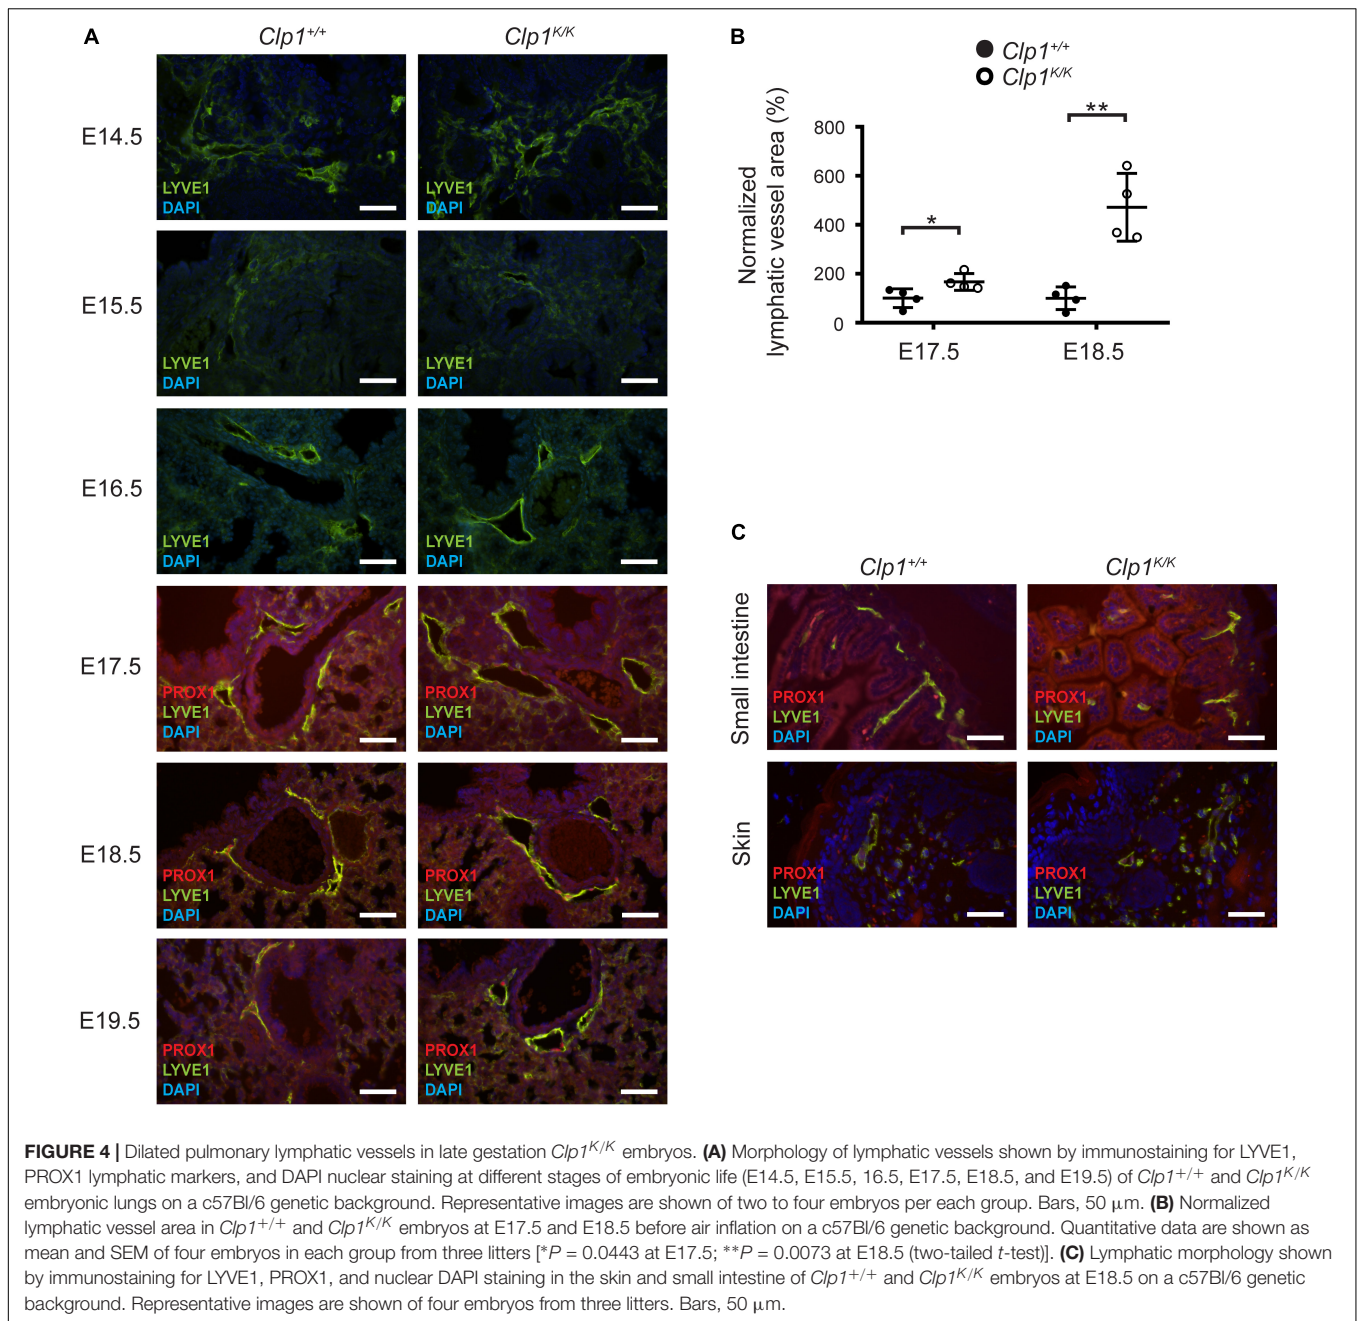 A
Clp1+/+
Clp1K/K
E14.5
LYVE1
DAPI
LYVE1
DAPI
E15.5
LYVE1
DAPI
LYVE1
DAPI
E16.5
LYVE1
DAPI
LYVE1
DAPI
E17.5
PROX1
LYVE1
DAPI
PROX1
LYVE1
DAPI
E18.5
PROX1
LYVE1
DAPI
PROX1
LYVE1
DAPI
E19.5
PROX1
LYVE1
DAPI
PROX1
LYVE1
DAPI
B
Clp1+/+
Clp1K/K
Normalized
lymphatic vessel area (%)
800
600
400
200
0
*
**
E17.5
E18.5
C
Clp1+/+
Clp1K/K
Small intestine
PROX1
LYVE1
DAPI
PROX1
LYVE1
DAPI
Skin
PROX1
LYVE1
DAPI
PROX1
LYVE1
DAPI
FIGURE 4 | Dilated pulmonary lymphatic vessels in late gestation Clp1K/K embryos. (A) Morphology of lymphatic vessels shown by immunostaining for LYVE1,
PROX1 lymphatic markers, and DAPI nuclear staining at different stages of embryonic life (E14.5, E15.5, 16.5, E17.5, E18.5, and E19.5) of Clp1+/+ and Clp1K/K
embryonic lungs on a c57Bl/6 genetic background. Representative images are shown of two to four embryos per each group. Bars, 50 μm. (B) Normalized
lymphatic vessel area in Clp1+/+ and Clp1K/K embryos at E17.5 and E18.5 before air inflation on a c57Bl/6 genetic background. Quantitative data are shown as
mean and SEM of four embryos in each group from three litters [*P = 0.0443 at E17.5; **P = 0.0073 at E18.5 (two-tailed t-test)]. (C) Lymphatic morphology shown
by immunostaining for LYVE1, PROX1, and nuclear DAPI staining in the skin and small intestine of Clp1+/+ and Clp1K/K embryos at E18.5 on a c57Bl/6 genetic
background. Representative images are shown of four embryos from three litters. Bars, 50 μm.